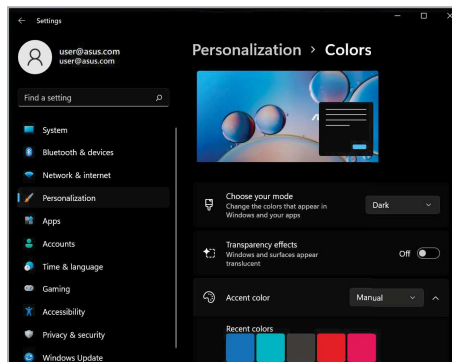 Settings
user@asus.com
user@asus.com
Find a setting
System
Bluetooth & devices
Network & internet
Personalization
Apps
Accounts
Time & language
Gaming
Accessibility
Privacy & security
Windows Update
Personalization > Colors
Choose your mode
Change the colors that appear in
Windows and your apps
Dark
Transparency effects
Windows and surfaces appear
translucent
Off
Accent color
Manual
Recent colors